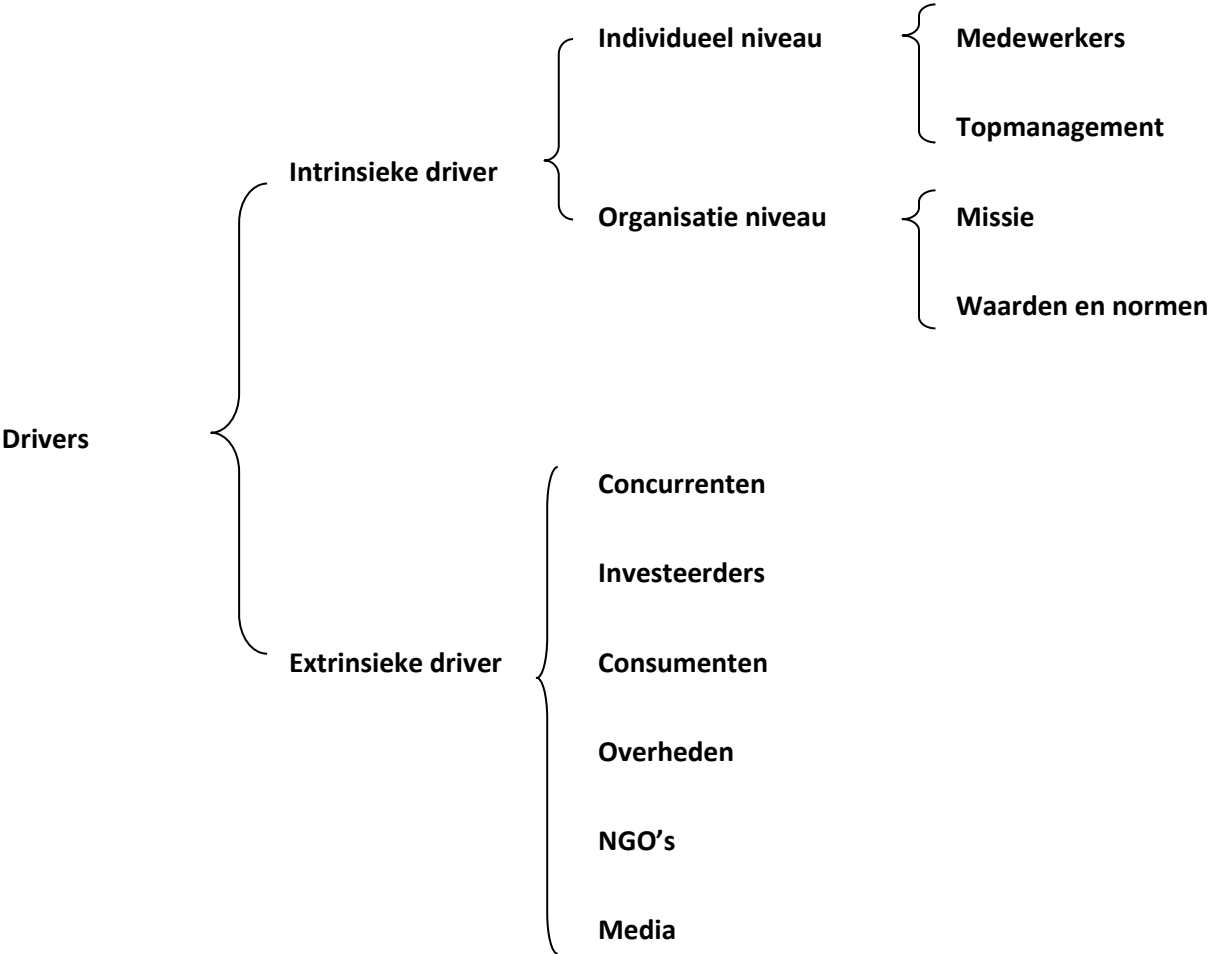 Individueel niveau
Medewerkers
Topmanagement
Intrinsieke driver
Organisatie niveau
Missie
Waarden en normen
Drivers
Concurrenten
Investeerders
Extrinsieke driver
Consumenten
Overheden
NGO’s
Media